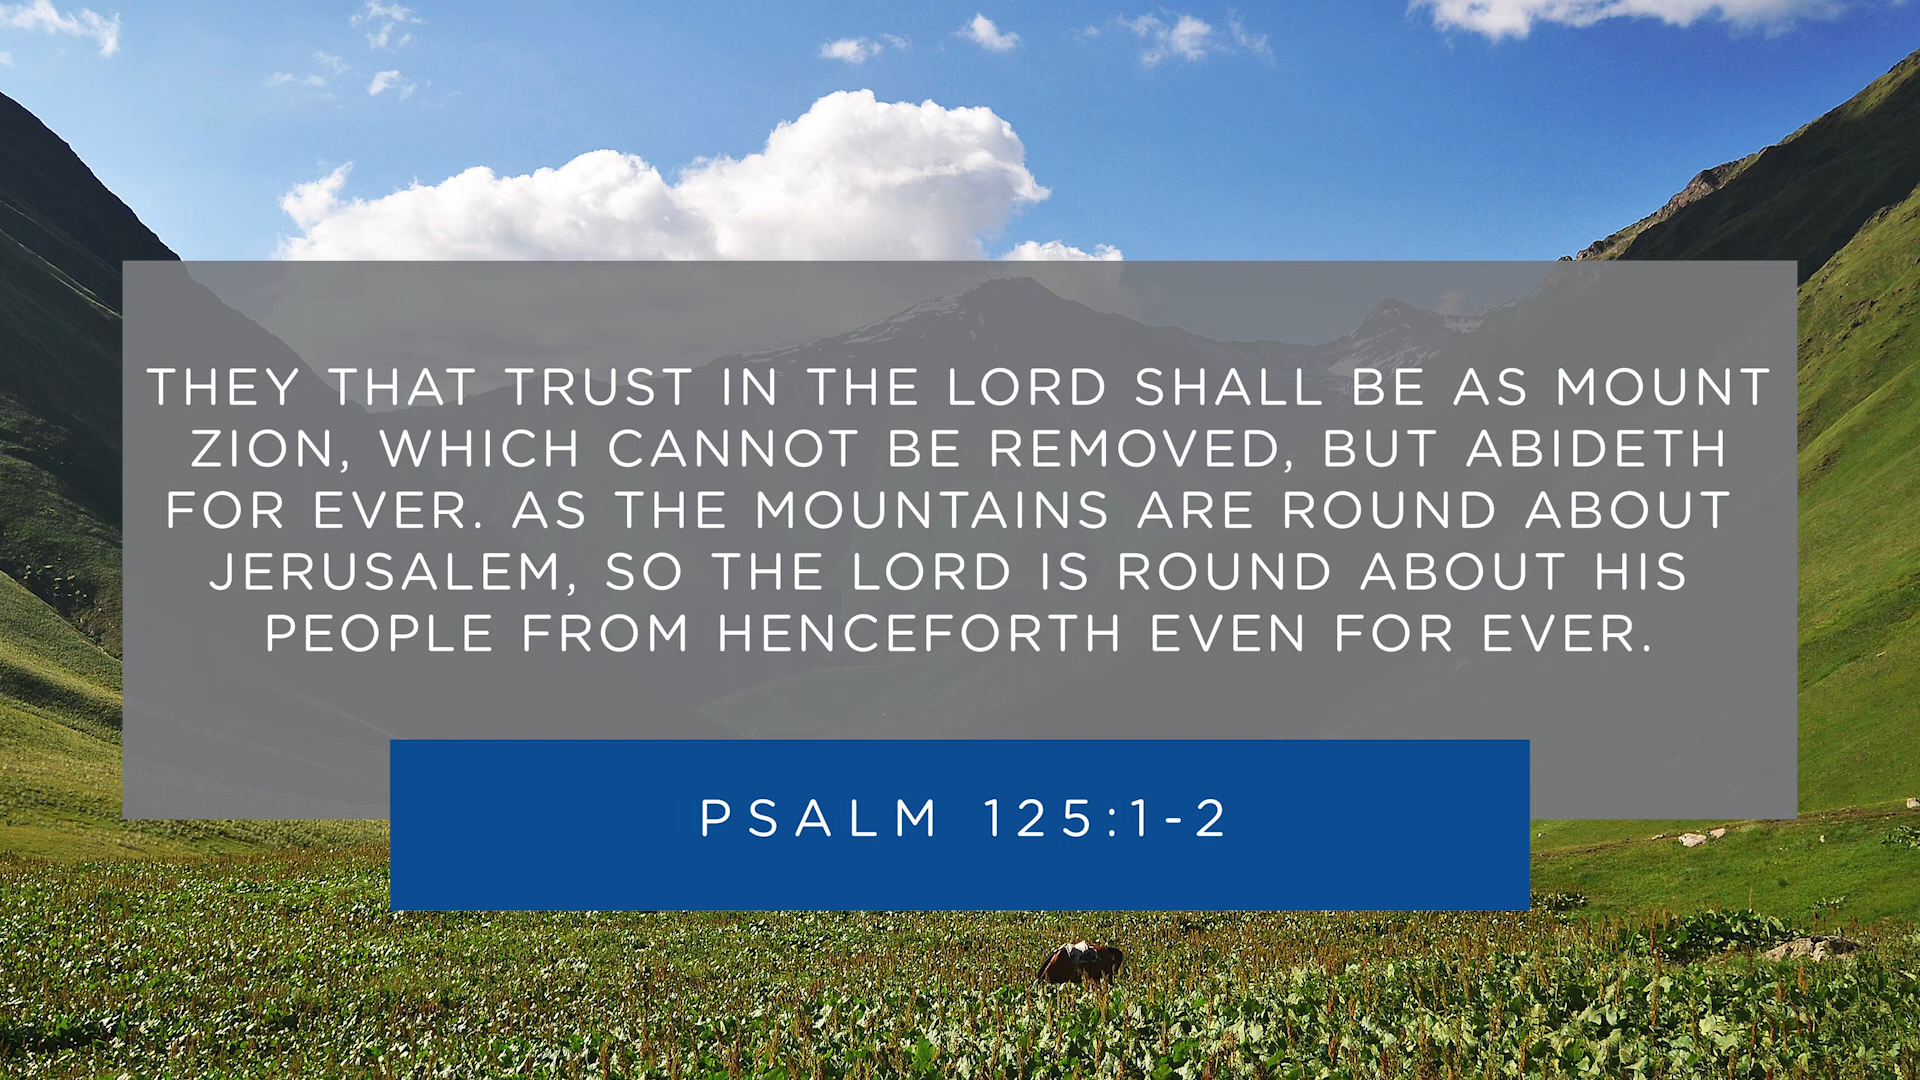 THEY THAT TRUST IN THE LORD SHALL BE AS MOUNT
ZION, WHICH CANNOT BE REMOVED, BUT ABIDETH
FOR EVER. AS THE MOUNTAINS ARE ROUND ABOUT
JERUSALEM, SO THE LORD IS ROUND ABOUT HIS
PEOPLE FROM HENCEFORTH EVEN FOR EVER.
PSALM 125:1-2